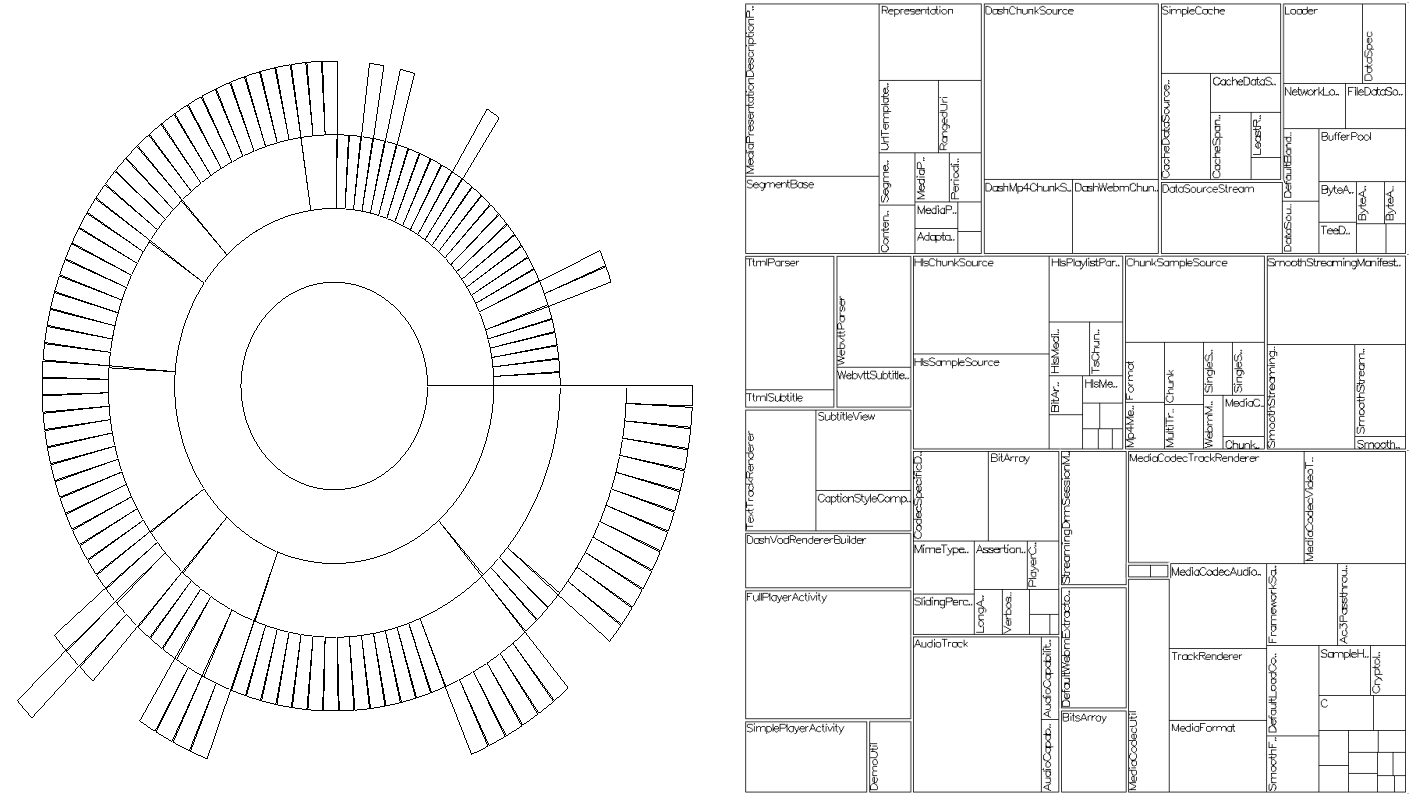 MediaPresentationDescriptionP..
Representation
DashChunkSource
SimpleCache
Loader
DataSpec
UriTemplate..
RangedUri
CacheDataSource..
CacheDataS..
NetworkLo..
FileDataSo..
CacheSpan..
LeastR..
DefaultBand..
BufferPool
Segme..
MediaP..
Periodi..
SegmentBase
DashMp4ChunkS..
DashWebmChun..
DataSourceStream
ByteA..
ByteA..
ByteA..
Conten..
MediaP..
Adapta..
DataSou..
TeeD..
TtmlParser
WebvttParser
HlsChunkSource
HlsPlaylistPar..
ChunkSampleSource
SmoothStreamingManifest..
HlsMedi..
TsChun..
HlsSampleSource
WebvttSubtitle..
HlsMe..
BitAr..
Format
Chunk
SingleS..
SingleS..
SmoothStreaming..
SmoothStream..
TtmlSubtitle
Mp4Me..
MultiTr..
WebmM..
MediaC..
Chunk..
Smooth..
TextTrackRenderer
SubtitleView
CaptionStyleComp..
CodecSpecificD..
BitArray
StreamingDrmSessionM..
MediaCodecTrackRenderer
MediaCodecVideoT..
DashVodRendererBuilder
MimeType..
Assertion..
PlayerC..
MediaCodecAudio..
FrameworkSa..
Ac3Passthrou..
FullPlayerActivity
SlidingPerc..
LongA..
Verbos..
DefaultWebmExtracto..
AudioTrack
AudioCapabilit..
TrackRenderer
DefaultLoadCo..
SampleH..
Cryptol..
C
SimplePlayerActivity
DemoUtil
AudioCapab..
BitsArray
MediaCodecUtil
MediaFormat
SmoothF..